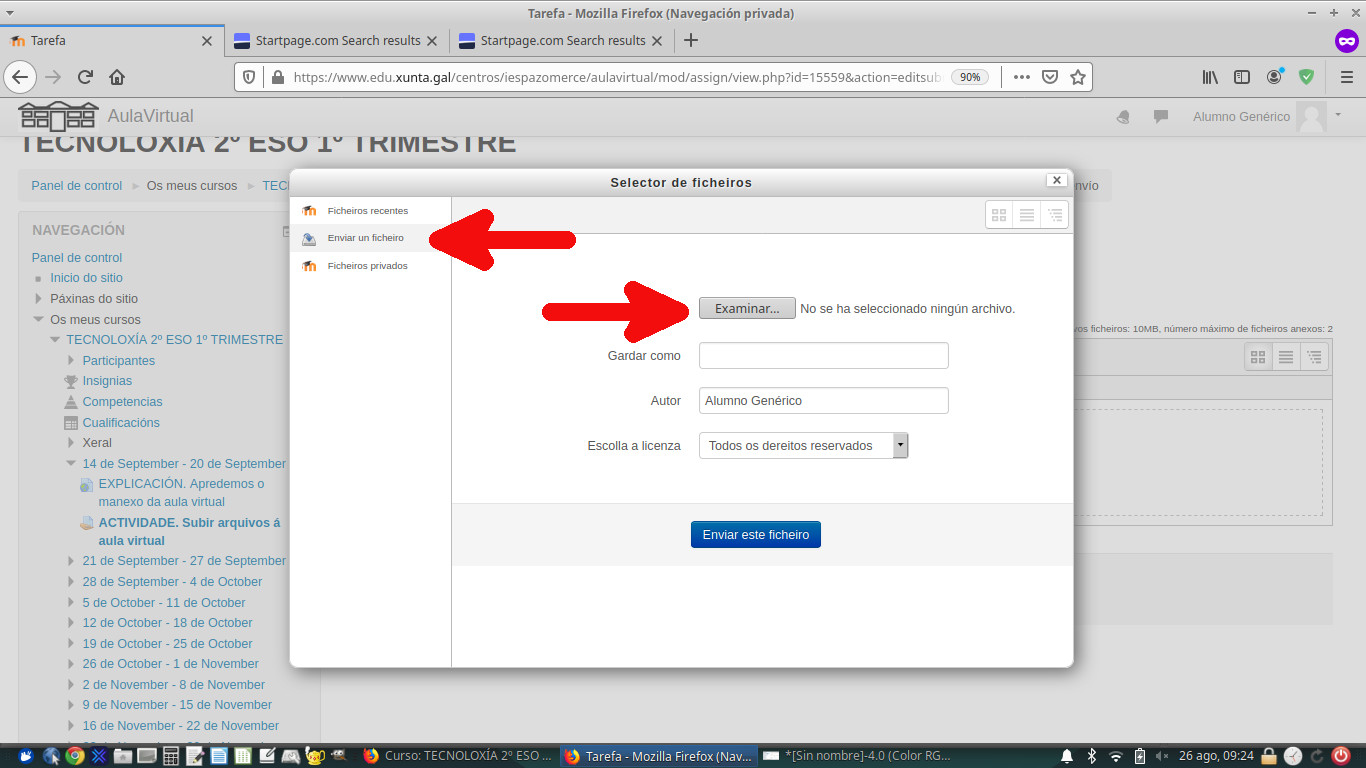 Tarefa - Mozilla Firefox (Navegación privada)
Tarefa
Startpage.com Search results
Startpage.com Search results
https://www.edu.xunta.gal/centros/iespazomerce/aulavirtual/mod/assign/view.php?id=15559&action=editsub
90%
AulaVirtual
Alumno Genérico
TECNOLOXÍA 2º ESO 1º TRIMESTRE
Panel de control
Os meus cursos
NAVEGACIÓN
Panel de control
Inicio do sitio
Páxinas do sitio
Os meus cursos
TECNOLOXÍA 2º ESO 1º TRIMESTRE
Participantes
Insignias
Competencias
Cualificacións
Xeral
14 de September - 20 de September
EXPLICACIÓN. Apredemos o
manexo da aula virtual
ACTIVIDADE. Subir arquivos á
aula virtual
21 de September - 27 de September
28 de September - 4 de October
5 de October - 11 de October
12 de October - 18 de October
19 de October - 25 de October
26 de October - 1 de November
2 de November - 8 de November
9 de November - 15 de November
16 de November - 22 de November
Selector de ficheiros
Ficheiros recentes
Enviar un ficheiro
Ficheiros privados
Examinar... No se ha seleccionado ningún archivo.
Gardar como
Autor Alumno Genérico
Escolla a licenza Todos os dereitos reservados
Enviar este ficheiro
ficheiros: 10MB, número máximo de ficheiros anexos: 2
Curso: TECNOLOXÍA 2º ESO ...
Tarefa - Mozilla Firefox (Nav...
*[Sin nombre]-4.0 (Color RG...
26 ago, 09:24